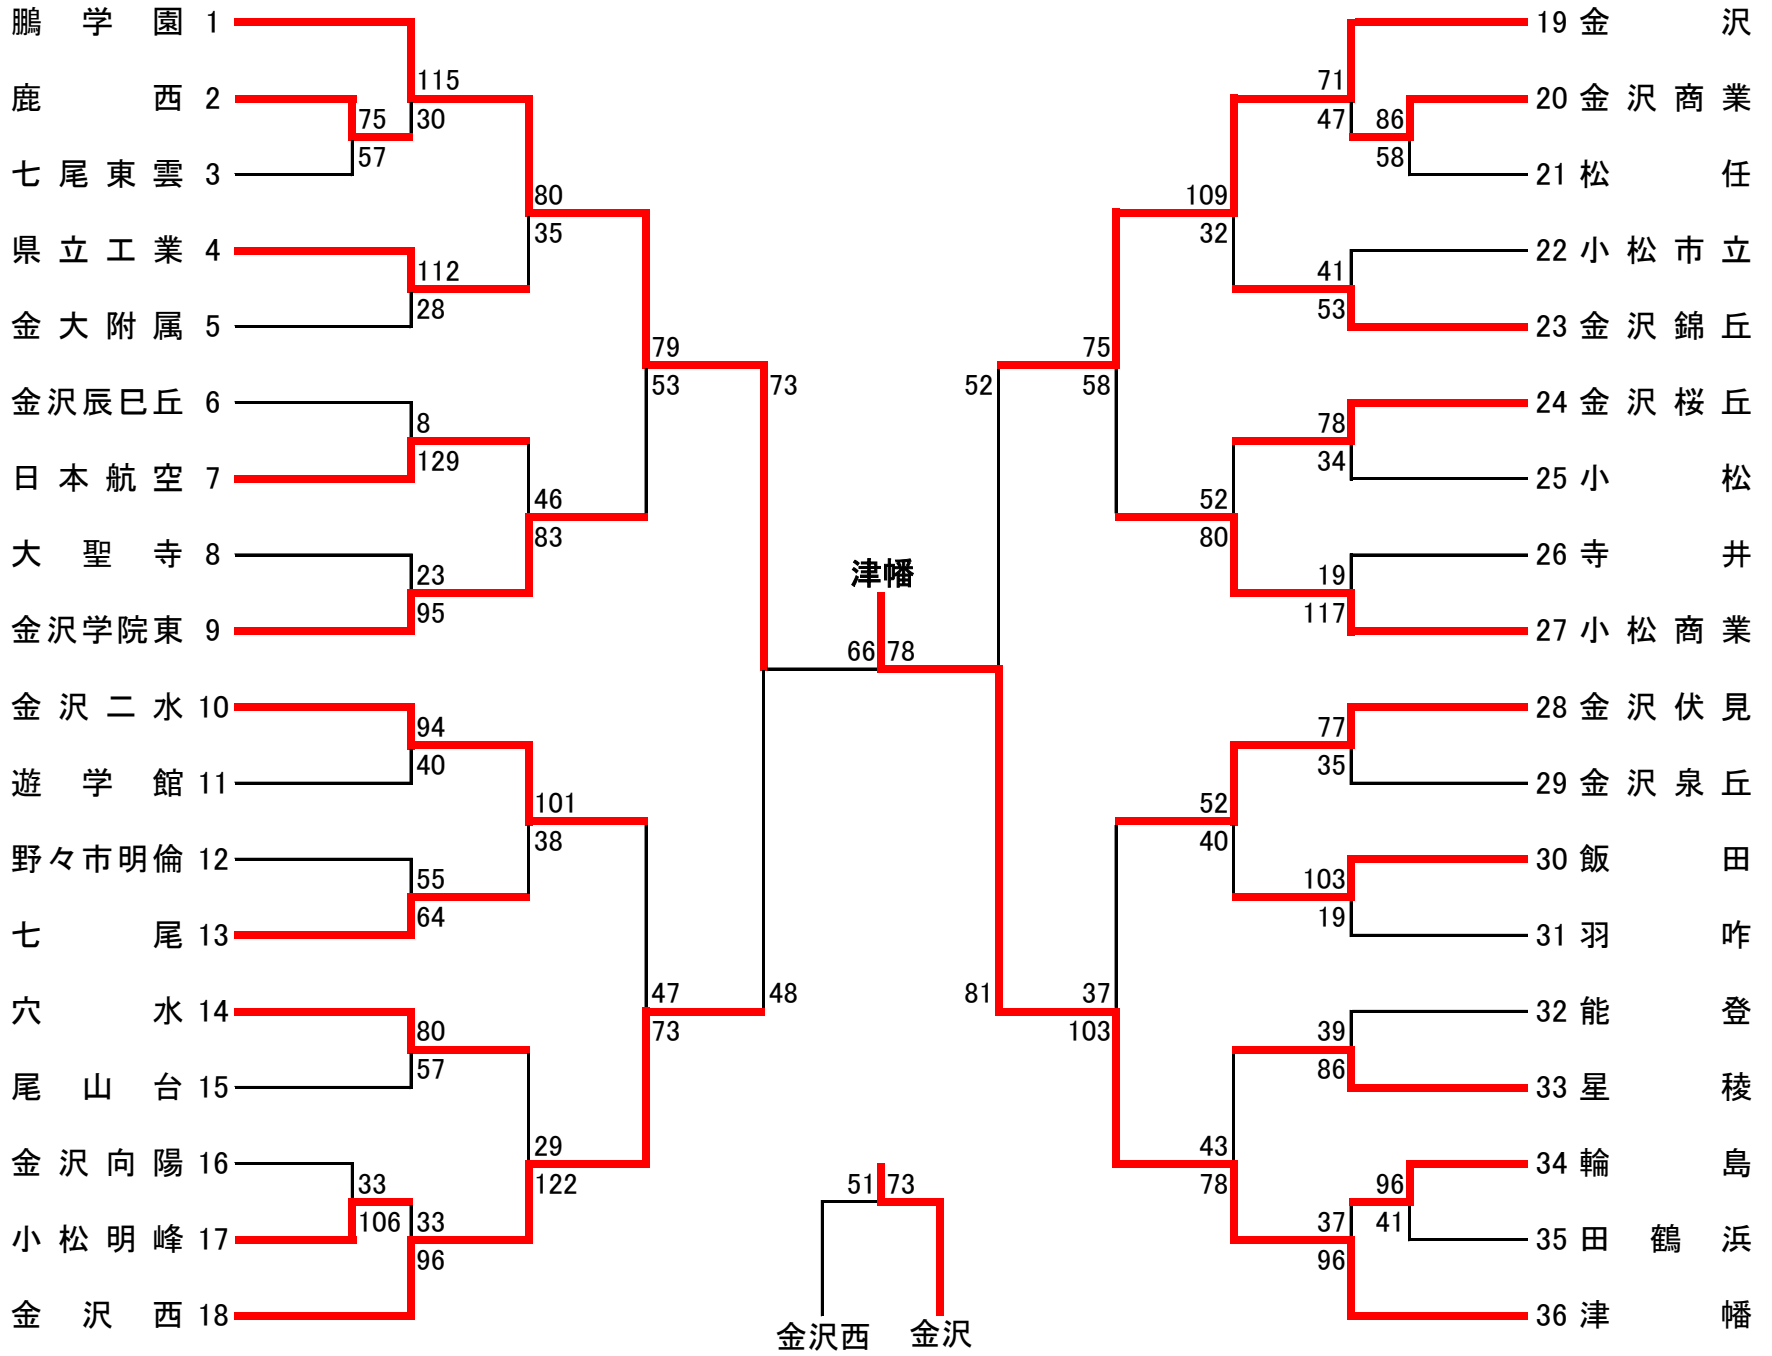 鵬学園 1
鹿西 2
七尾東雲 3
県立工業 4
金大附属 5
金沢辰巳丘 6
日本航空 7
大聖寺 8
金沢学院東 9
金沢二水 10
遊学館 11
野々市明倫 12
七尾 13
穴水 14
尾山台 15
金沢向陽 16
小松明峰 17
金沢西 18
75
57
33
106
115
30
112
28
8
129
23
95
94
40
55
64
80
57
33
96
80
35
46
83
101
38
29
122
79
53
47
73
73
48
津幡
66 78
51 73
金沢西 金沢
52
81
75
58
37
103
109
32
52
80
52
40
43
78
71
47
41
53
78
34
19
117
77
35
103
19
39
86
37
96
86
58
96
41
19 金沢
20 金沢商業
21 松任
22 小松市立
23 金沢錦丘
24 金沢桜丘
25 小松
26 寺井
27 小松商業
28 金沢伏見
29 金沢泉丘
30 飯田
31 羽咋
32 能登
33 星稜
34 輪島
35 田鶴浜
36 津幡